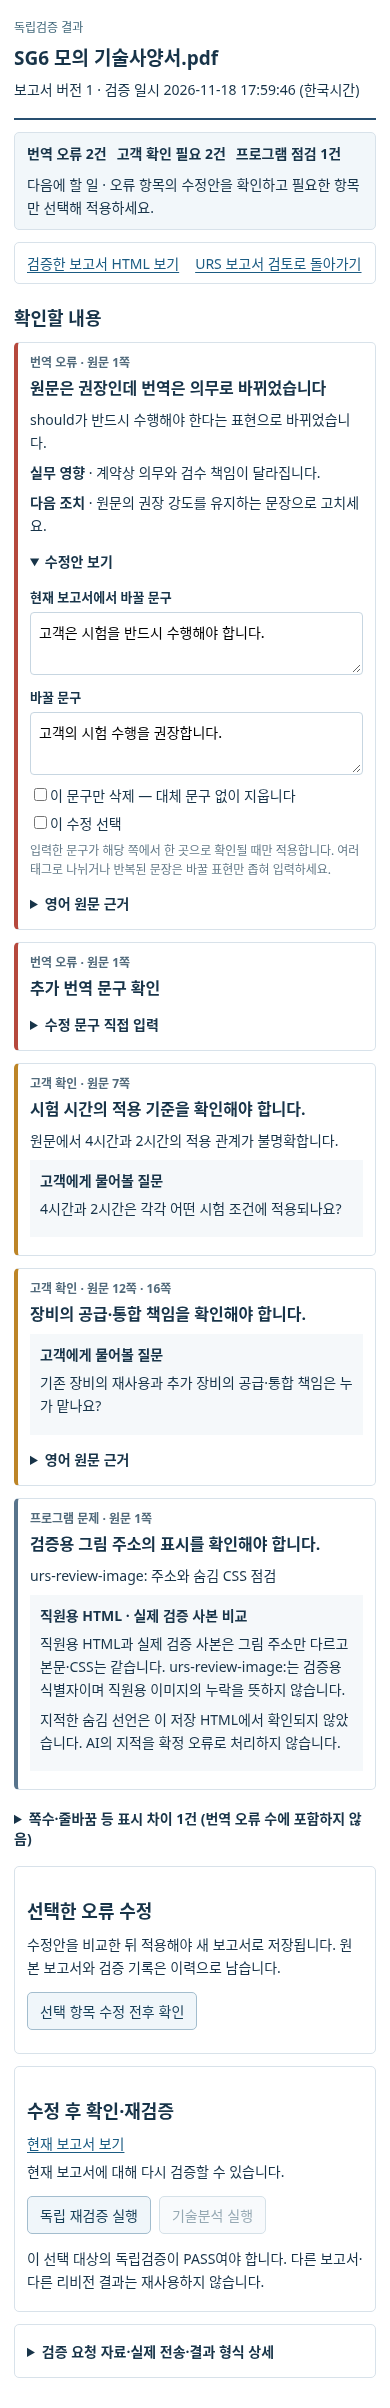 독립검증 결과
SG6 모의 기술사양서.pdf
보고서 버전 1 · 검증 일시 2026-11-18 17:59:46 (한국시간)
번역 오류 2건 고객 확인 필요 2건 프로그램 점검 1건
다음에 할 일 · 오류 항목의 수정안을 확인하고 필요한 항목
만 선택해 적용하세요.
검증한 보고서 HTML 보기 URS 보고서 검토로 돌아가기
확인할 내용
번역 오류 · 원문 1쪽
원문은 권장인데 번역은 의무로 바뀌었습니다
should가 반드시 수행해야 한다는 표현으로 바뀌었습니
다.
실무 영향 · 계약상 의무와 검수 책임이 달라집니다.
다음 조치 · 원문의 권장 강도를 유지하는 문장으로 고치세
요.
▼ 수정안 보기
현재 보고서에서 바꿀 문구
고객은 시험을 반드시 수행해야 합니다.
바꿀 문구
고객의 시험 수행을 권장합니다.
이 문구만 삭제 — 대체 문구 없이 지웁니다
이 수정 선택
입력한 문구가 해당 쪽에서 한 곳으로 확인될 때만 적용합니다. 여러
태그로 나뉘거나 반복된 문장은 바꿀 표현만 좁혀 입력하세요.
▶ 영어 원문 근거
번역 오류 · 원문 1쪽
추가 번역 문구 확인
▶ 수정 문구 직접 입력
고객 확인 · 원문 7쪽
시험 시간의 적용 기준을 확인해야 합니다.
원문에서 4시간과 2시간의 적용 관계가 불명확합니다.
고객에게 물어볼 질문
4시간과 2시간은 각각 어떤 시험 조건에 적용되나요?
고객 확인 · 원문 12쪽 · 16쪽
장비의 공급·통합 책임을 확인해야 합니다.
고객에게 물어볼 질문
기존 장비의 재사용과 추가 장비의 공급·통합 책임은 누
가 맡나요?
▶ 영어 원문 근거
프로그램 문제 · 원문 1쪽
검증용 그림 주소의 표시를 확인해야 합니다.
urs-review-image: 주소와 숨김 CSS 점검
직원용 HTML · 실제 검증 사본 비교
직원용 HTML과 실제 검증 사본은 그림 주소만 다르고
본문·CSS는 같습니다. urs-review-image:는 검증용
식별자이며 직원용 이미지의 누락을 뜻하지 않습니다.
지적한 숨김 선언은 이 저장 HTML에서 확인되지 않았
습니다. AI의 지적을 확정 오류로 처리하지 않습니다.
▶ 쪽수·줄바꿈 등 표시 차이 1건 (번역 오류 수에 포함하지 않
음)
선택한 오류 수정
수정안을 비교한 뒤 적용해야 새 보고서로 저장됩니다. 원
본 보고서와 검증 기록은 이력으로 남습니다.
선택 항목 수정 전후 확인
수정 후 확인·재검증
현재 보고서 보기
현재 보고서에 대해 다시 검증할 수 있습니다.
독립 재검증 실행 기술분석 실행
이 선택 대상의 독립검증이 PASS여야 합니다. 다른 보고서·
다른 리비전 결과는 재사용하지 않습니다.
▶ 검증 요청 자료·실제 전송·결과 형식 상세